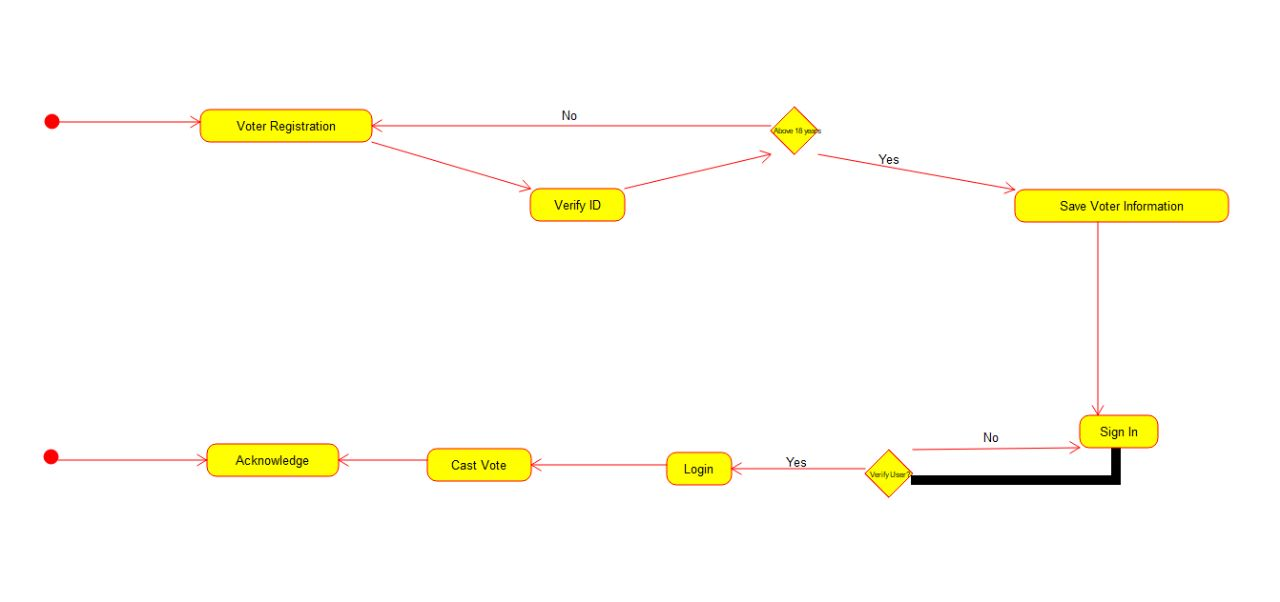 Voter Registration
No
Above 18 years
Yes
Verify ID
Save Voter Information
Sign In
No
Verify User?
Yes
Login
Cast Vote
Acknowledge